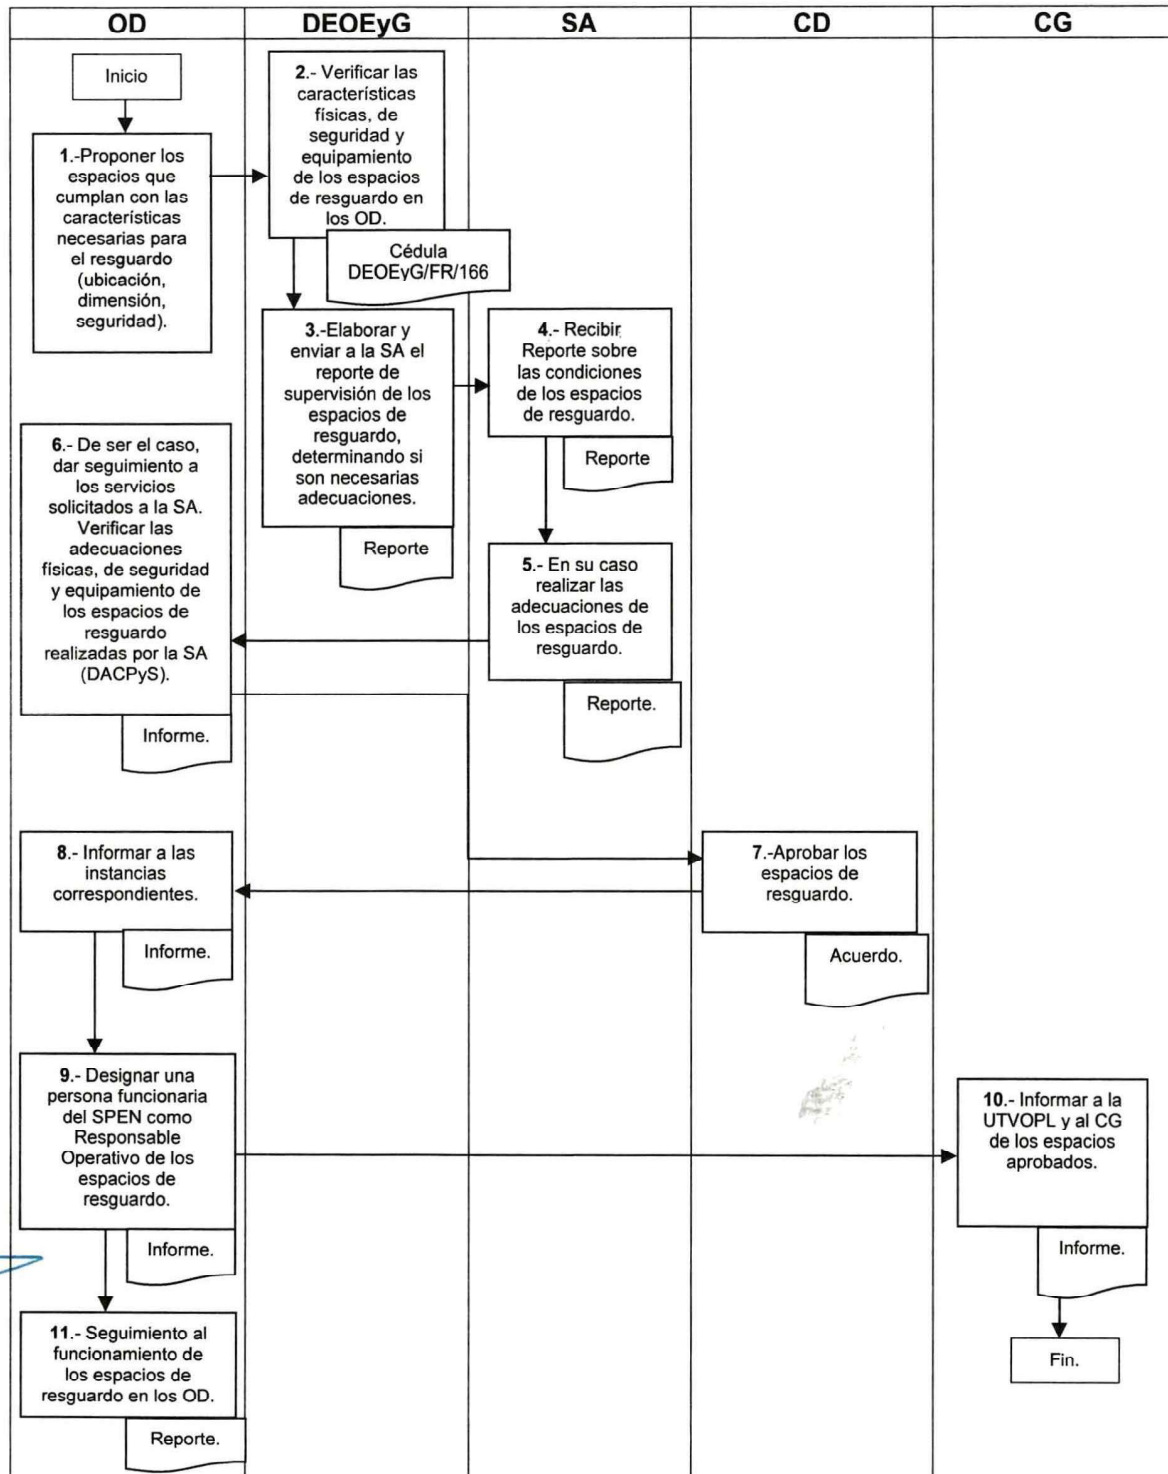 OD
DEOEyG
SA
CD
CG
Inicio
1.-Proponer los
espacios que
cumplan con las
características
necesarias para
el resguardo
(ubicación,
dimensión,
seguridad).
2.- Verificar las
características
físicas, de
seguridad y
equipamiento
de los espacios
de resguardo en
los OD.
Cédula
DEOEyG/FR/166
3.-Elaborar y
enviar a la SA el
reporte de
supervisión de los
espacios de
resguardo,
determinando si
son necesarias
adecuaciones.
Reporte
4.- Recibir
Reporte sobre
las condiciones
de los espacios
de resguardo.
Reporte
5.- En su caso
realizar las
adecuaciones de
los espacios de
resguardo.
Reporte.
6.- De ser el caso,
dar seguimiento a
los servicios
solicitados a la SA.
Verificar las
adecuaciones
físicas, de seguridad
y equipamiento de
los espacios de
resguardo
realizadas por la SA
(DACPyS).
Informe.
7.-Aprobar los
espacios de
resguardo.
Acuerdo.
8.- Informar a las
instancias
correspondientes.
Informe.
9.- Designar una
persona funcionaria
del SPEN como
Responsable
Operativo de los
espacios de
resguardo.
Informe.
10.- Informar a la
UTVOPL y al CG
de los espacios
aprobados.
Informe.
Fin.
11.- Seguimiento al
funcionamiento de
los espacios de
resguardo en los OD.
Reporte.